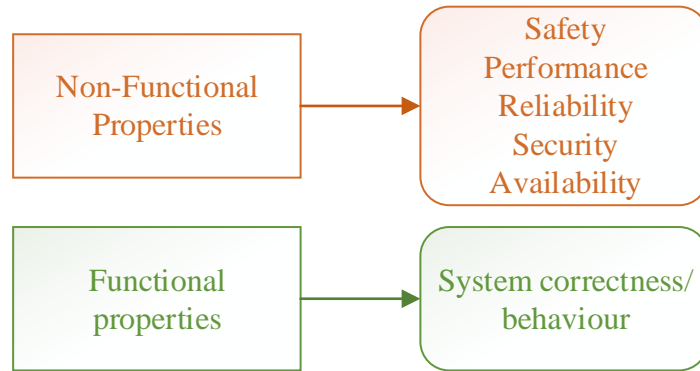 Non-Functional
Properties
Safety
Performance
Reliability
Security
Availability
Functional
properties
System correctness/
behaviour